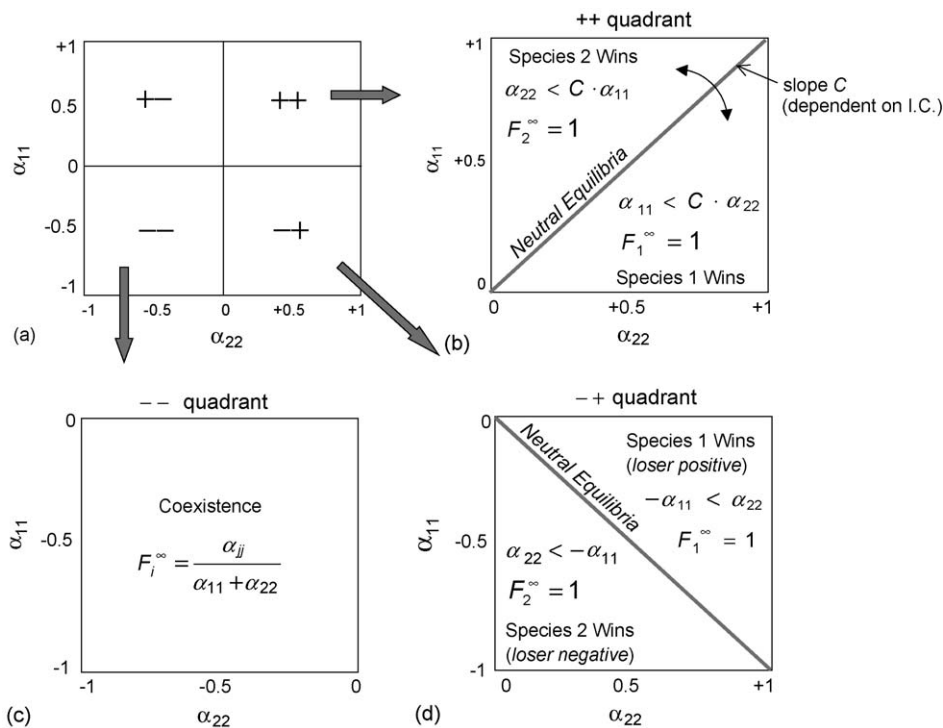 +1
0.5
0
-0.5
-1
α11
+−
++
−−
−+
-1
-0.5
0
+0.5
+1
α22
(a)
++ quadrant
+1
+0.5
0
α11
Species 2 Wins
α22 < C · α11
F2∞ = 1
Neutral Equilibria
slope C
(dependent on I.C.)
α11 < C · α22
F1∞ = 1
Species 1 Wins
0
+0.5
+1
α22
(b)
−− quadrant
0
-0.5
-1
α11
Coexistence
Fi∞ = αjj / α11 + α22
-1
-0.5
0
α22
(c)
−+ quadrant
0
-0.5
-1
α11
Neutral Equilibria
Species 1 Wins
(loser positive)
−α11 < α22
F1∞ = 1
α22 < −α11
F2∞ = 1
Species 2 Wins
(loser negative)
0
0.5
+1
α22
(d)